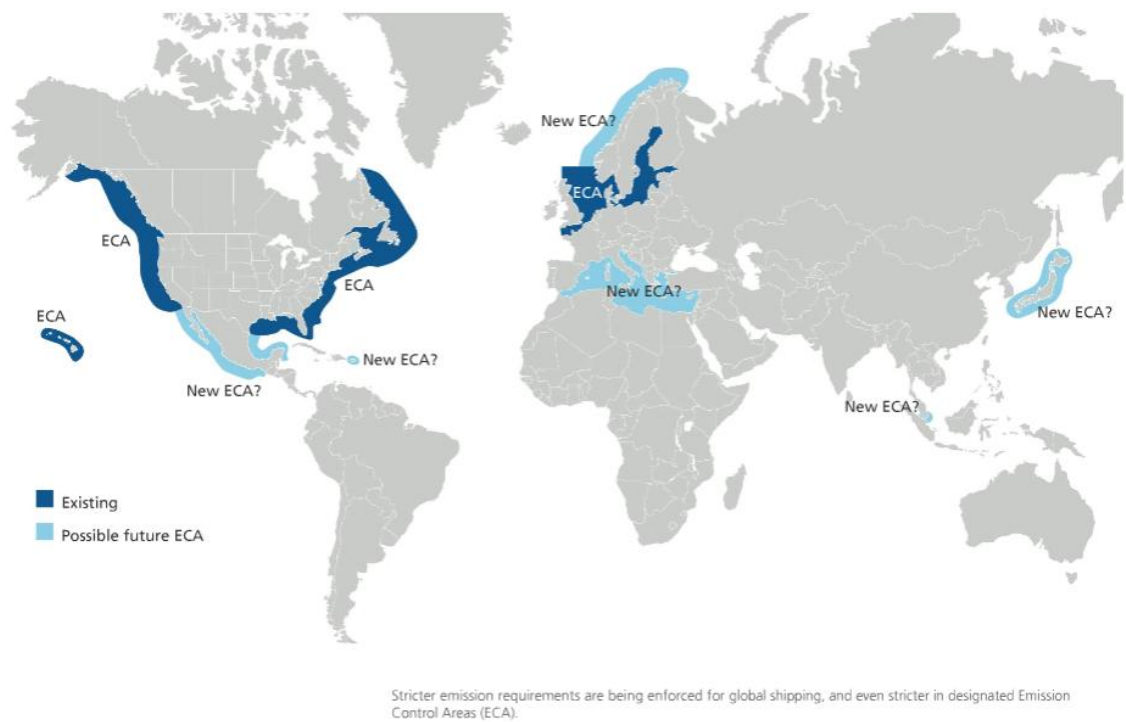 New ECA?
ECA
ECA
ECA
New ECA?
ECA
New ECA?
ECA
New ECA?
New ECA?
New ECA?
Existing
Possible future ECA
Stricter emission requirements are being enforced for global shipping, and even stricter in designated Emission
Control Areas (ECA).